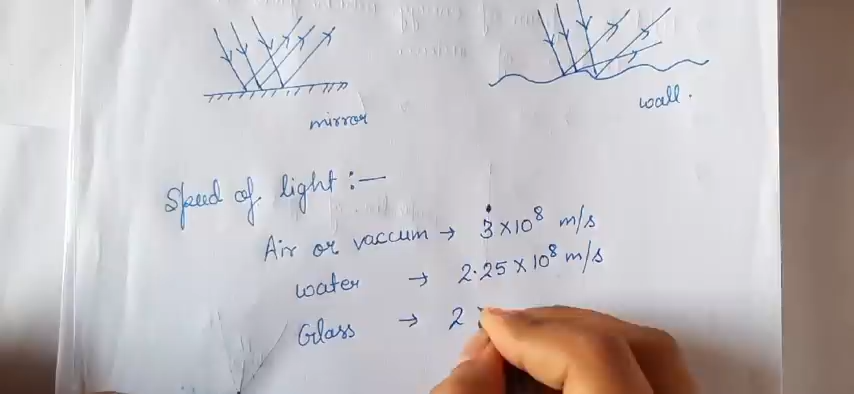 mirror
wall.
Speed of light :—
Air or vaccum → 3 × 10⁸ m/s
water → 2.25 × 10⁸ m/s
Glass → 2